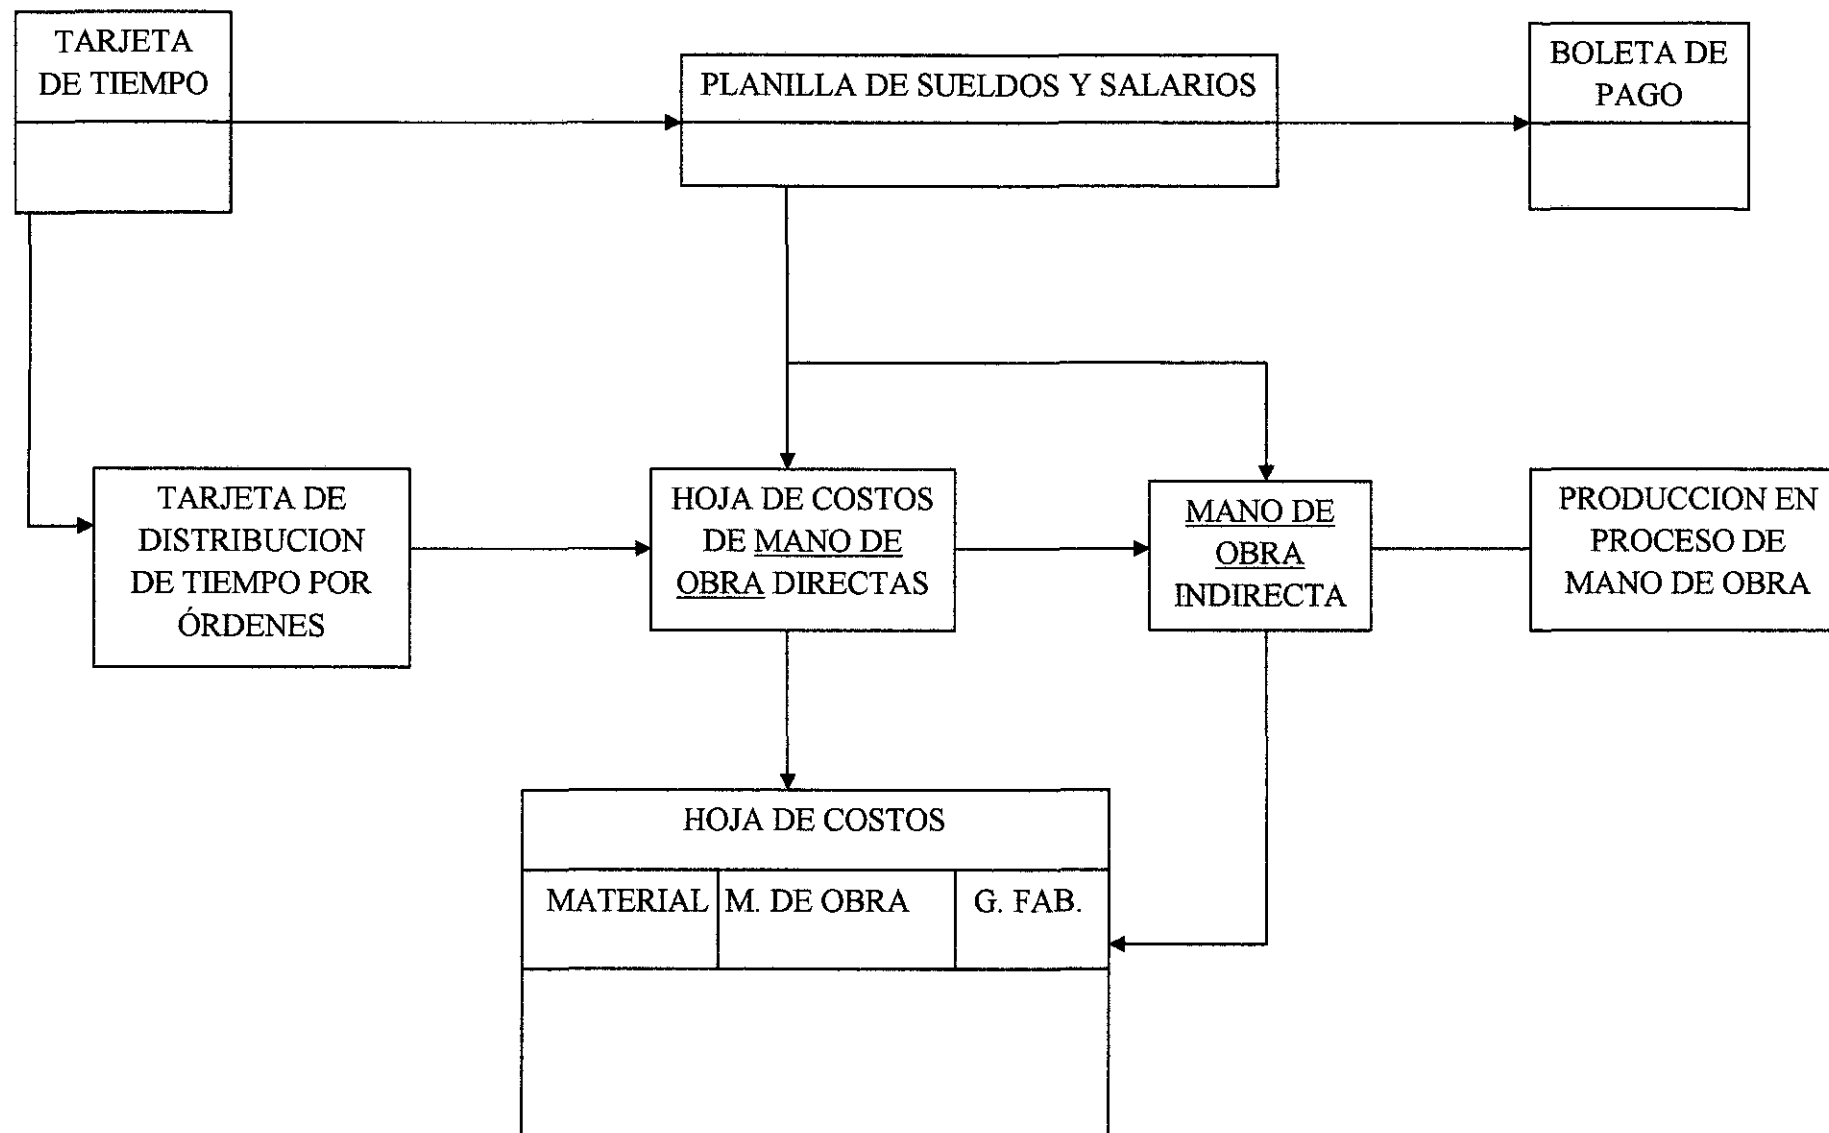 TARJETA
DE TIEMPO
PLANILLA DE SUELDOS Y SALARIOS
BOLETA DE
PAGO
TARJETA DE
DISTRIBUCION
DE TIEMPO POR
ÓRDENES
HOJA DE COSTOS
DE MANO DE
OBRA DIRECTAS
MANO DE
OBRA
INDIRECTA
PRODUCCION EN
PROCESO DE
MANO DE OBRA
HOJA DE COSTOS
MATERIAL
M. DE OBRA
G. FAB.